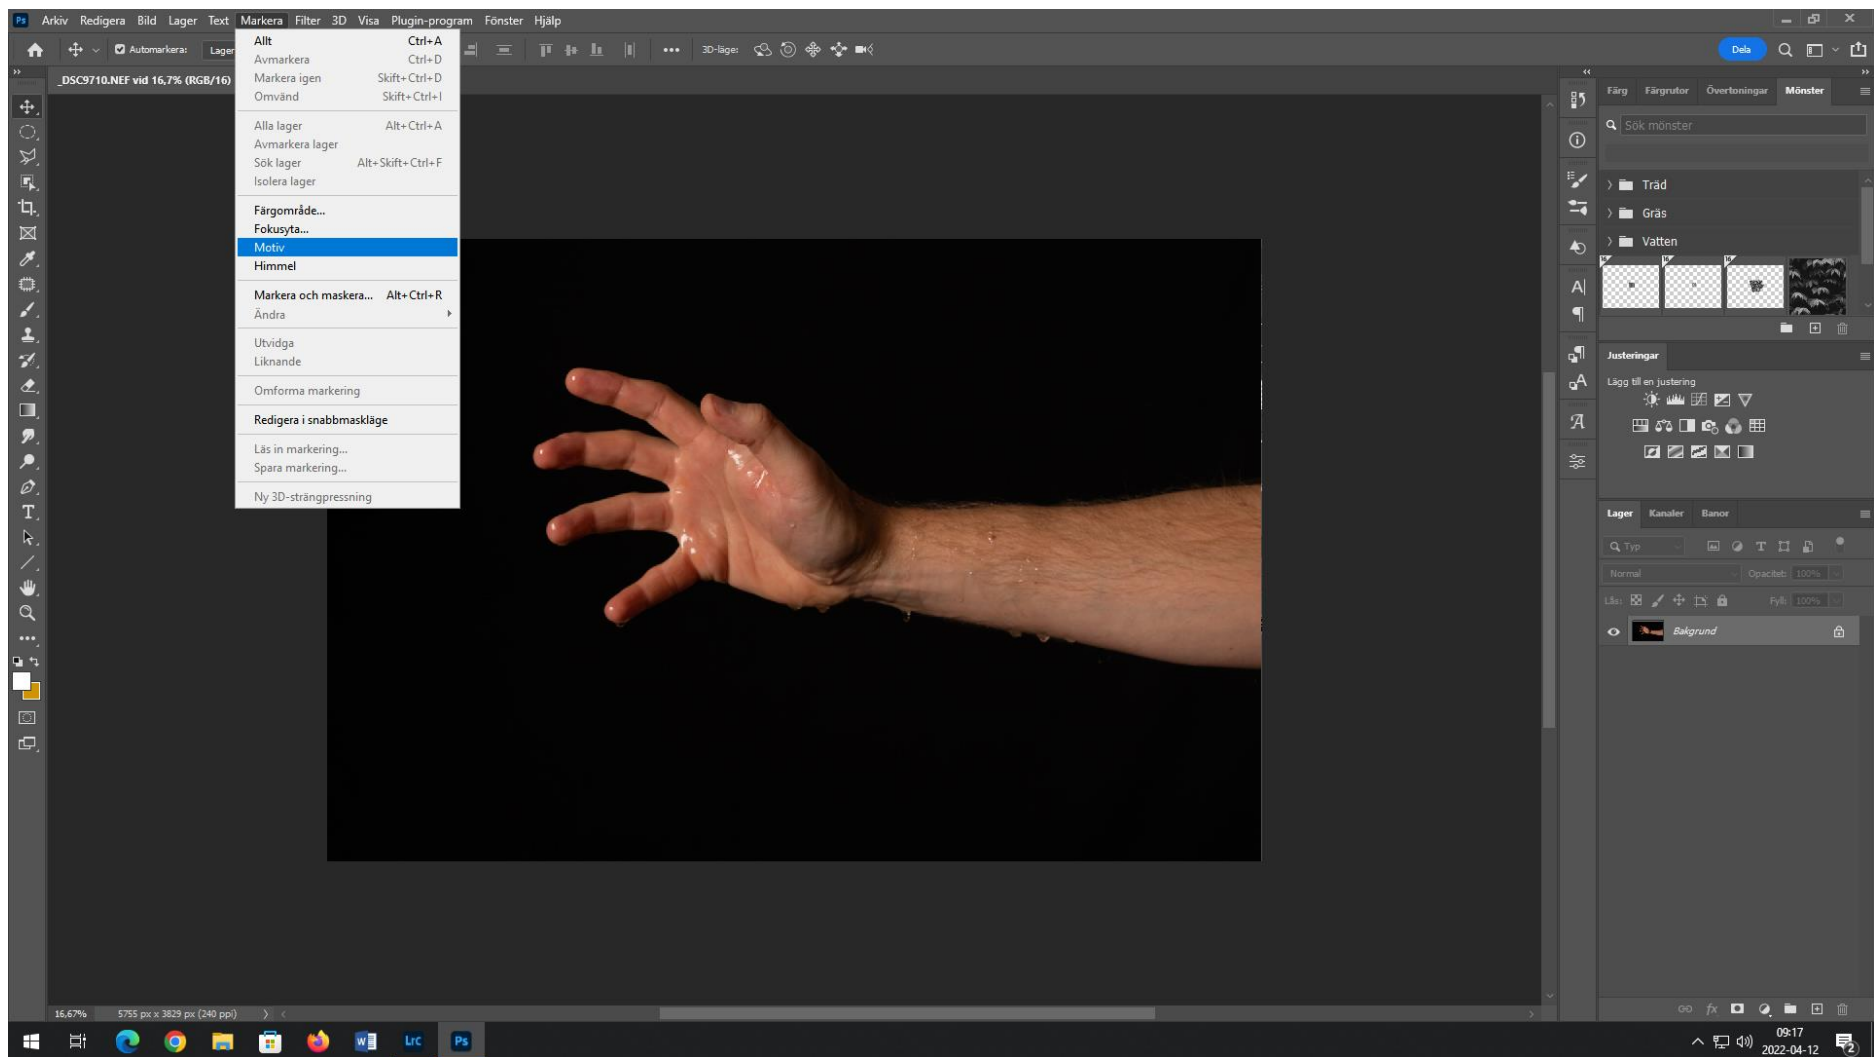 Ps Arkiv Redigera Bild Lager Text Markera Filter 3D Visa Plugin-program Fönster Hjälp
Automarkera: Lager 3D-läge: Dela
_DSC9710.NEF vid 16,7% (RGB/16)
Allt Ctrl+A
Avmarkera Ctrl+D
Markera igen Skift+Ctrl+D
Omvänd Skift+Ctrl+I
Alla lager Alt+Ctrl+A
Avmarkera lager
Sök lager Alt+Skift+Ctrl+F
Isolera lager
Färgområde...
Fokusyta...
Motiv
Himmel
Markera och maskera... Alt+Ctrl+R
Ändra
Utvidga
Liknande
Omforma markering
Redigera i snabbmaskläge
Läs in markering...
Spara markering...
Ny 3D-strängpressning
Färg Färgrutor Övertoningar Mönster
Sök mönster
Träd
Gräs
Vatten
Justeringar
Lägg till en justering
Lager Kanaler Banor
Typ
Normal Opacitet: 100%
Lås: Fyll: 100%
Bakgrund
fx
16,67% 5755 px x 3829 px (240 ppi)
W LrC Ps
09:17
2022-04-12
2